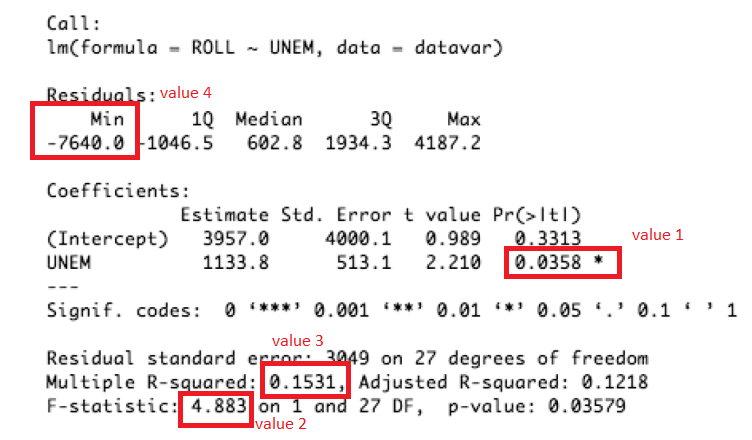 Call:
lm(formula = ROLL ~ UNEM, data = datavar)
Residuals: value 4
Min 1Q Median 3Q Max
-7640.0 -1046.5 602.8 1934.3 4187.2
Coefficients:
Estimate Std. Error t value Pr(>|t|)
(Intercept) 3957.0 4000.1 0.989 0.3313
value 1
UNEM 1133.8 513.1 2.210 0.0358 *
---
Signif. codes: 0 ‘***’ 0.001 ‘**’ 0.01 ‘*’ 0.05 ‘.’ 0.1 ‘ ’ 1
value 3
Residual standard error: 3049 on 27 degrees of freedom
Multiple R-squared: 0.1531, Adjusted R-squared: 0.1218
F-statistic: 4.883 on 1 and 27 DF, p-value: 0.03579
value 2